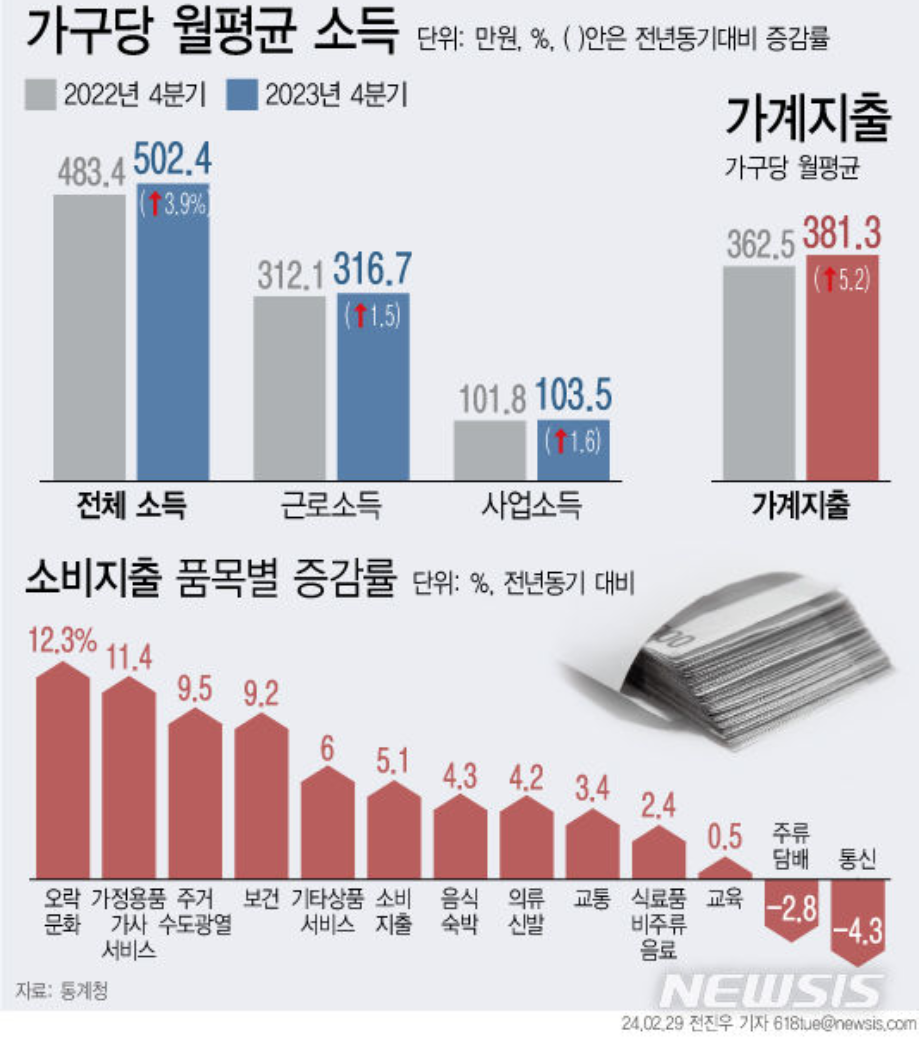 가구당 월평균 소득 단위: 만원, %, ( )안은 전년동기대비 증감률
2022년 4분기 2023년 4분기
483.4 502.4
(↑3.9%)
312.1 316.7
(↑1.5)
101.8 103.5
(↑1.6)
전체 소득 근로소득 사업소득
가계지출
가구당 월평균
362.5 381.3
(↑5.2)
가계지출
소비지출 품목별 증감률 단위: %, 전년동기 대비
12.3% 11.4 9.5 9.2 6 5.1 4.3 4.2 3.4 2.4 0.5
오락
문화
가정용품
가사
서비스
주거
수도광열
보건
기타상품
서비스
소비
지출
음식
숙박
의류
신발
교통
식료품
비주류
음료
교육
주류
담배
-2.8
통신
-4.3
자료: 통계청
NEWSIS
24.02.29 전진우 기자 618tue@newsis.com